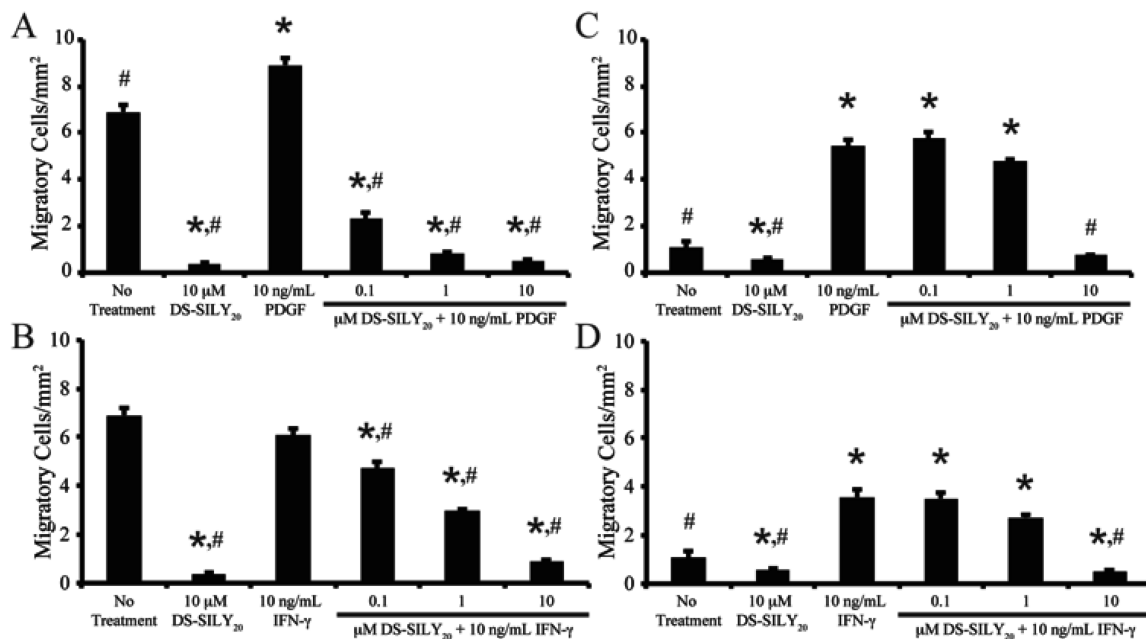 A
Migratory Cells/mm²
10
8
6
4
2
0
#
*,#
*
*,#
*,#
*,#
No Treatment
10 μM DS-SILY₂₀
10 ng/mL PDGF
0.1
1
10
μM DS-SILY₂₀ + 10 ng/mL PDGF
C
Migratory Cells/mm²
10
8
6
4
2
0
#
*,#
*
*
*
#
No Treatment
10 μM DS-SILY₂₀
10 ng/mL PDGF
0.1
1
10
μM DS-SILY₂₀ + 10 ng/mL PDGF
B
Migratory Cells/mm²
10
8
6
4
2
0
*,#
*,#
*,#
*,#
No Treatment
10 μM DS-SILY₂₀
10 ng/mL IFN-γ
0.1
1
10
μM DS-SILY₂₀ + 10 ng/mL IFN-γ
D
Migratory Cells/mm²
10
8
6
4
2
0
#
*,#
*
*
*
*,#
No Treatment
10 μM DS-SILY₂₀
10 ng/mL IFN-γ
0.1
1
10
μM DS-SILY₂₀ + 10 ng/mL IFN-γ